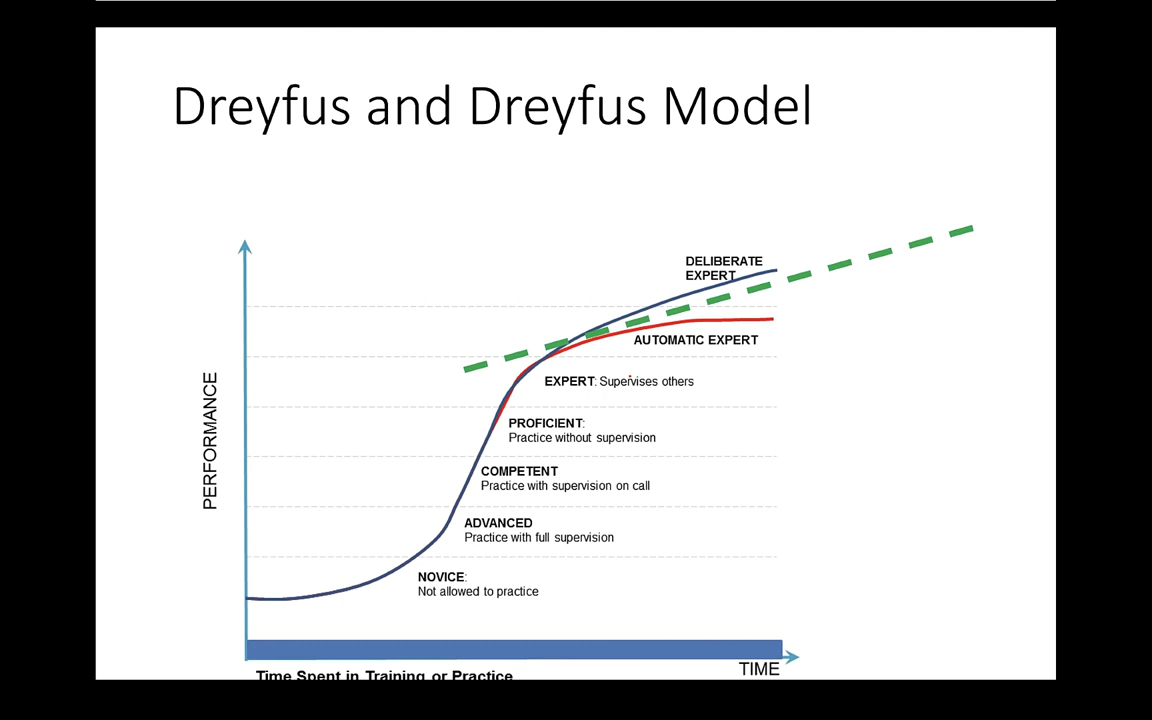 Dreyfus and Dreyfus Model
DELIBERATE
EXPERT
AUTOMATIC EXPERT
EXPERT: Supervises others
PROFICIENT:
Practice without supervision
COMPETENT
Practice with supervision on call
ADVANCED
Practice with full supervision
NOVICE:
Not allowed to practice
PERFORMANCE
TIME
Time Spent in Training or Practice